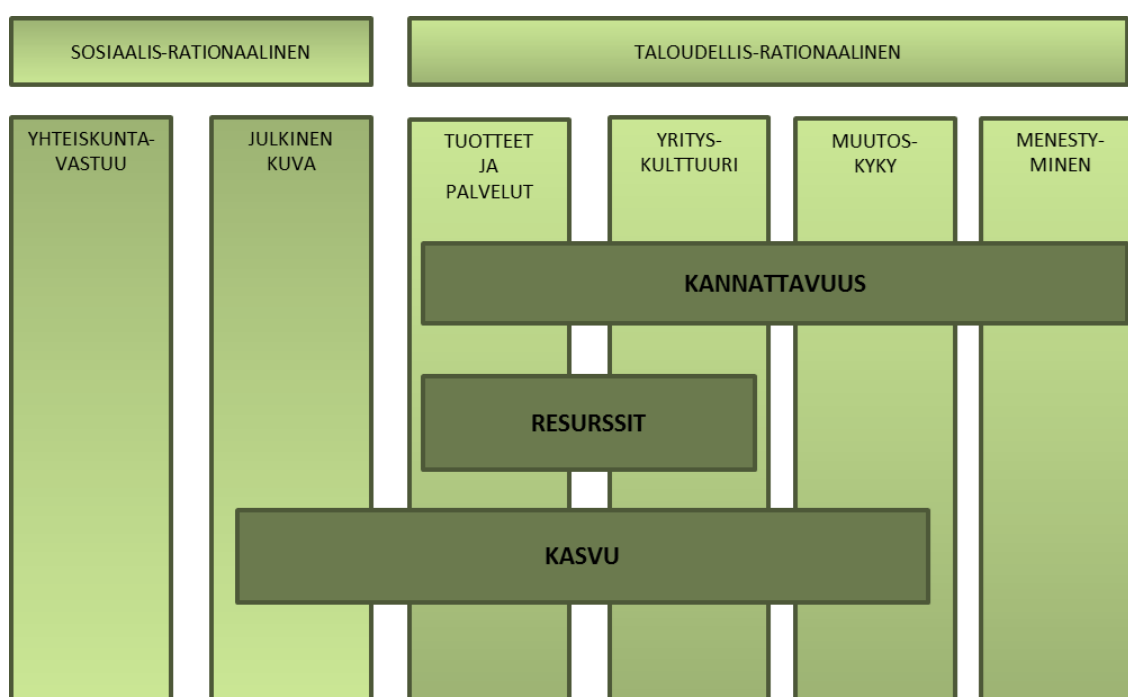 SOSIAALIS-RATIONAALINEN
TALOUDELLIS-RATIONAALINEN
YHTEISKUNTA-
VASTUU
JULKINEN
KUVA
TUOTTEET
JA
PALVELUT
YRITYS-
KULTTUURI
MUUTOS-
KYKY
MENESTY-
MINEN
KANNATTAVUUS
RESURSSIT
KASVU